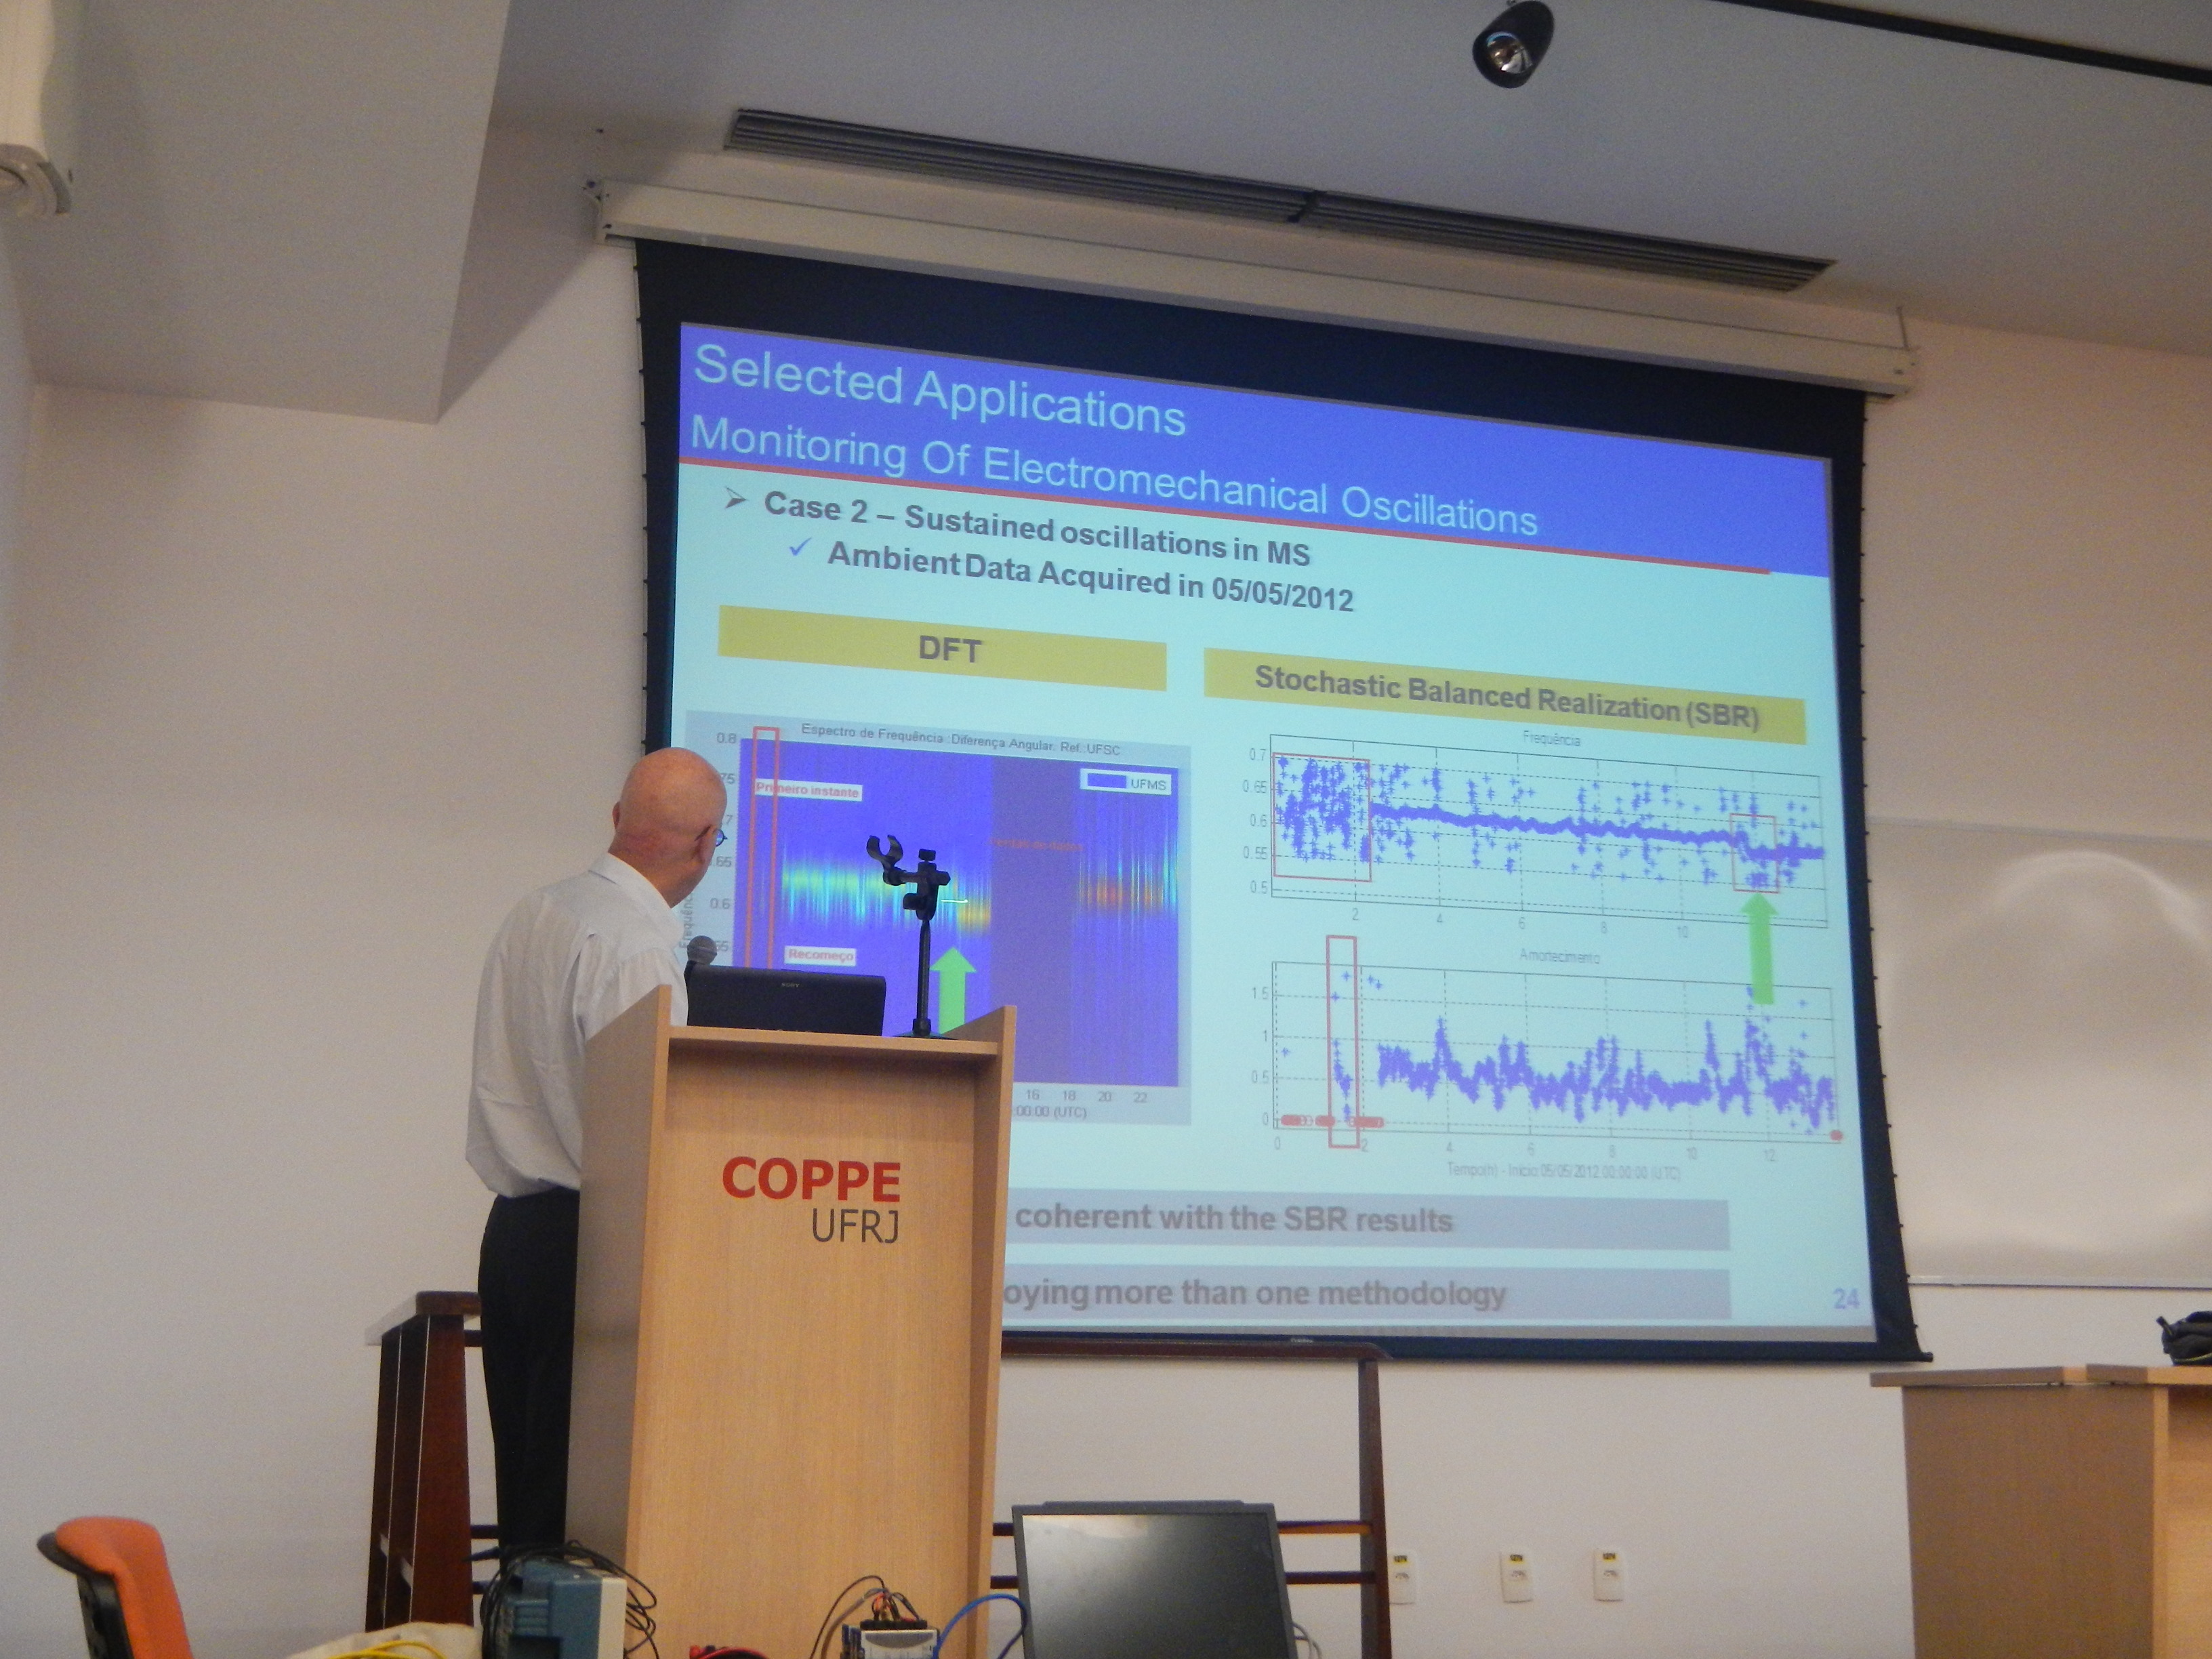 Selected Applications
Monitoring Of Electromechanical Oscillations
Case 2 – Sustained oscillations in MS
Ambient Data Acquired in 05/05/2012
DFT
Stochastic Balanced Realization (SBR)
Espectro de Frequência: Diferença Angular. Ref.:UFSC
0.8
75
.7
.65
0.6
55
UFMS
Primeiro instante
Recomeço
16 18 20 22
:00:00 (UTC)
Frequência
0.7
0.65
0.6
0.55
0.5
2 4 6 8 10
Amortecimento
1.5
1
0.5
0
0 2 4 6 8 10 12
Tempo(h) - Início:05/05/2012 00:00:00 (UTC)
coherent with the SBR results
oying more than one methodology
24
SONY
COPPE
UFRJ